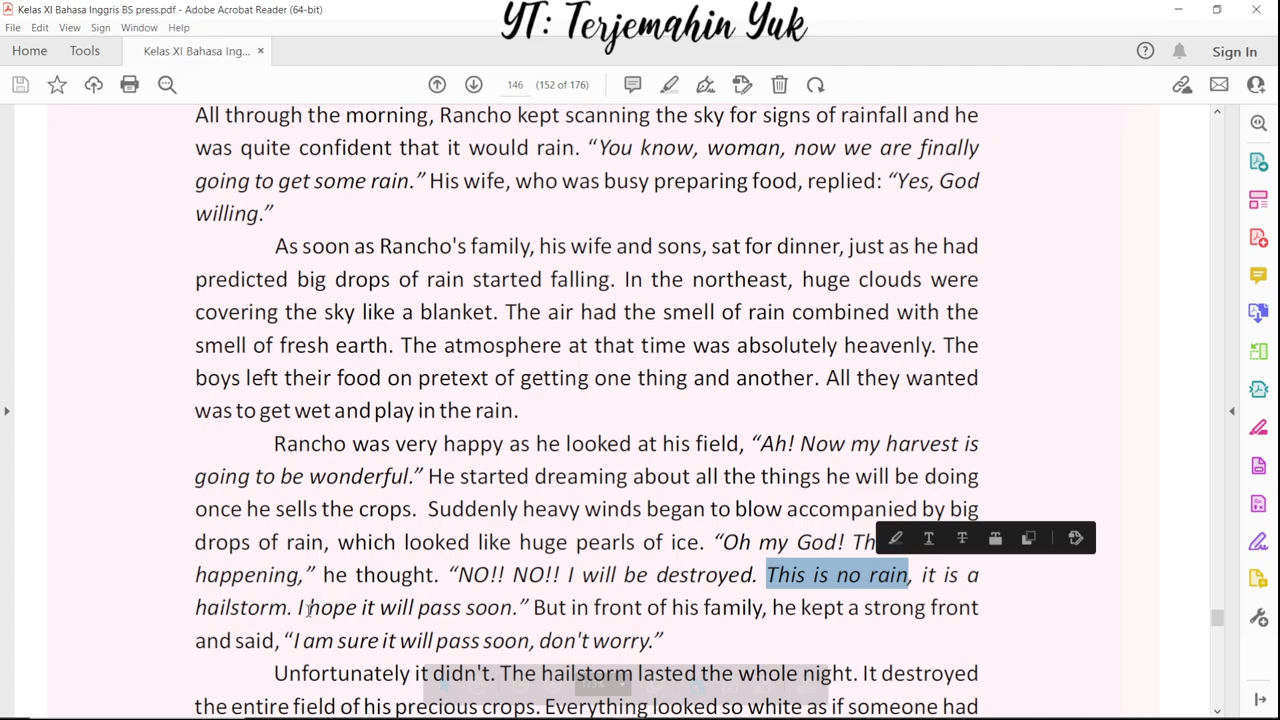 Kelas XI Bahasa Inggris BS press.pdf - Adobe Acrobat Reader (64-bit)
YT: Terjemahin Yuk
File Edit View Sign Window Help
Home Tools Kelas XI Bahasa Ing... × Sign In
146 (152 of 176)
All through the morning, Rancho kept scanning the sky for signs of rainfall and he
was quite confident that it would rain. “You know, woman, now we are finally
going to get some rain.” His wife, who was busy preparing food, replied: “Yes, God
willing.”
As soon as Rancho's family, his wife and sons, sat for dinner, just as he had
predicted big drops of rain started falling. In the northeast, huge clouds were
covering the sky like a blanket. The air had the smell of rain combined with the
smell of fresh earth. The atmosphere at that time was absolutely heavenly. The
boys left their food on pretext of getting one thing and another. All they wanted
was to get wet and play in the rain.
Rancho was very happy as he looked at his field, “Ah! Now my harvest is
going to be wonderful.” He started dreaming about all the things he will be doing
once he sells the crops. Suddenly heavy winds began to blow accompanied by big
drops of rain, which looked like huge pearls of ice. “Oh my God!
happening,” he thought. “NO!! NO!! I will be destroyed. This is no rain, it is a
hailstorm. I hope it will pass soon.” But in front of his family, he kept a strong front
and said, “I am sure it will pass soon, don't worry.”
Unfortunately it didn't. The hailstorm lasted the whole night. It destroyed
the entire field of his precious crops. Everything looked so white as if someone had